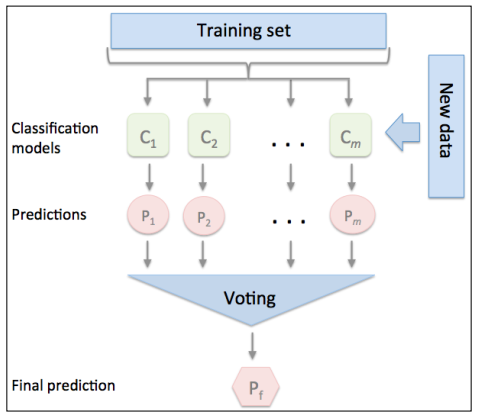 Training set
New data
Classification
models
C1
C2
. . .
Cm
Predictions
P1
P2
. . .
Pm
Voting
Final prediction
Pf